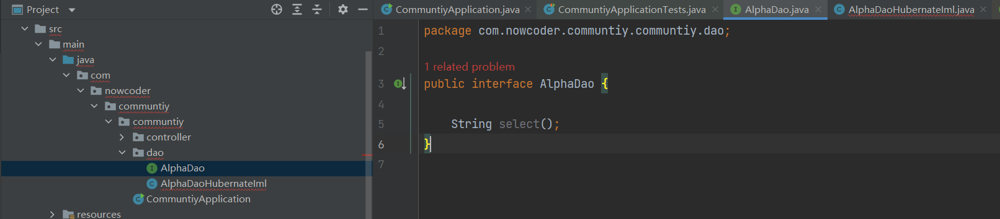 Project
src
main
java
com
nowcoder
communtiy
communtiy
controller
dao
AlphaDao
AlphaDaoHubernateIml
CommuntiyApplication
resources
CommuntiyApplication.java
CommuntiyApplicationTests.java
AlphaDao.java
AlphaDaoHubernateIml.java
1 package com.nowcoder.communtiy.communtiy.dao;
2
1 related problem
3 public interface AlphaDao {
4
5 String select();
6 }
7